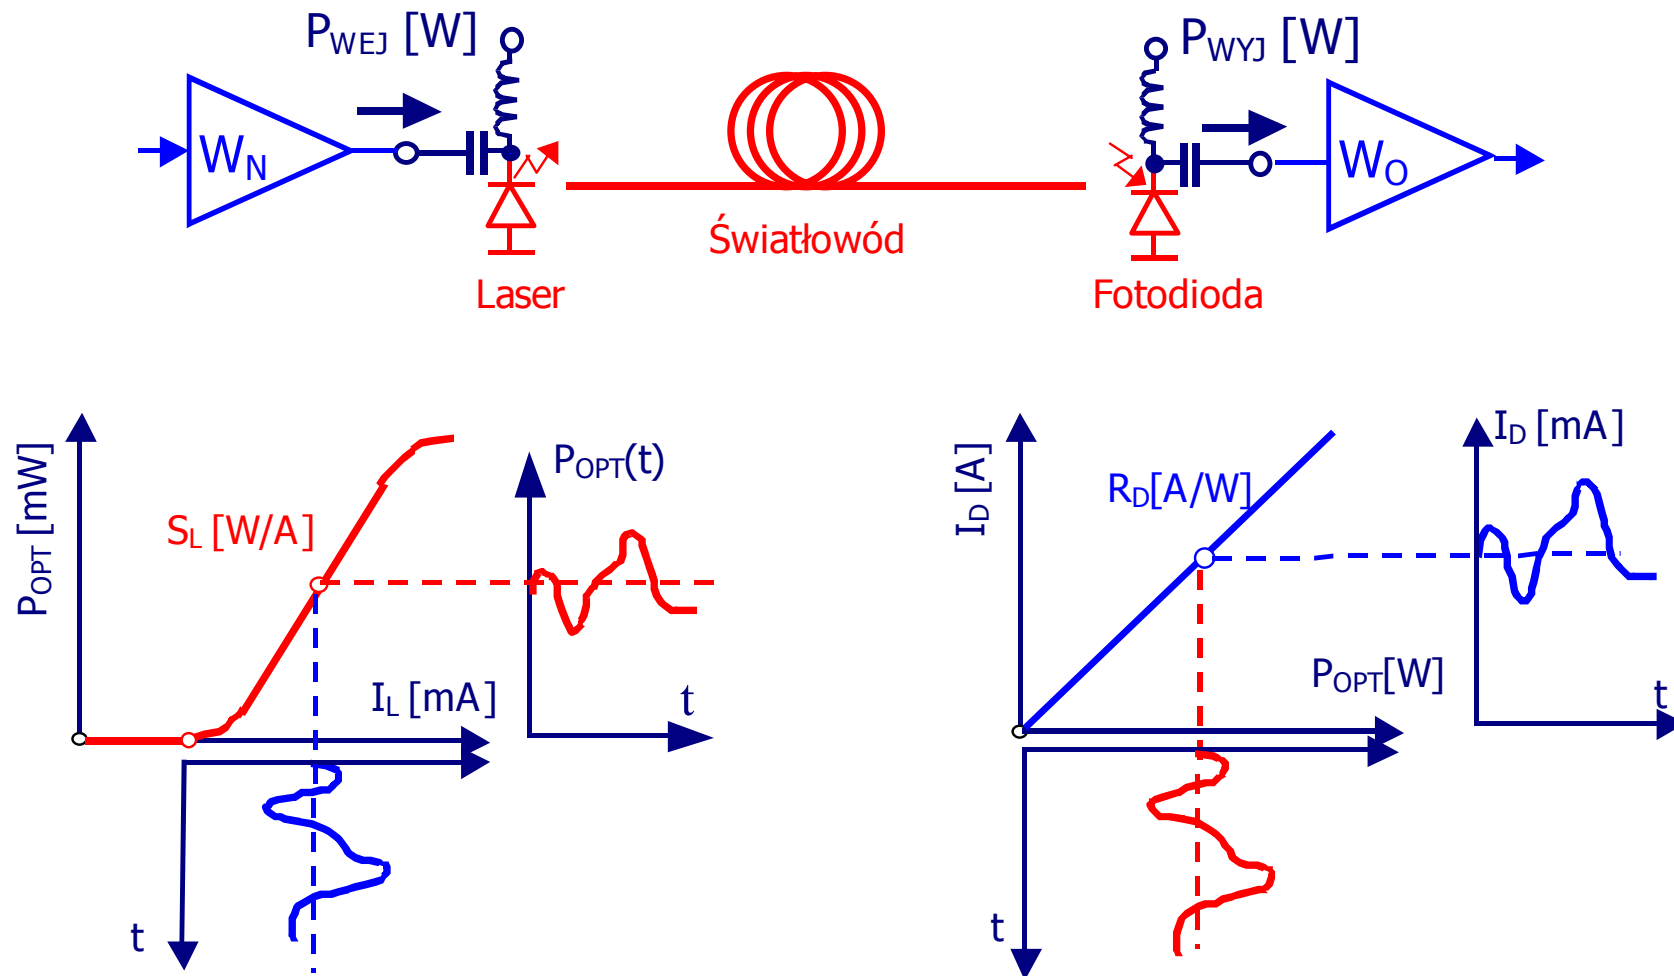 P_WEJ [W]
P_WYJ [W]
W_N
W_O
Światłowód
Laser
Fotodioda
P_OPT [mW]
S_L [W/A]
P_OPT(t)
I_L [mA]
t
t
I_D [A]
R_D[A/W]
I_D [mA]
P_OPT[W]
t
t